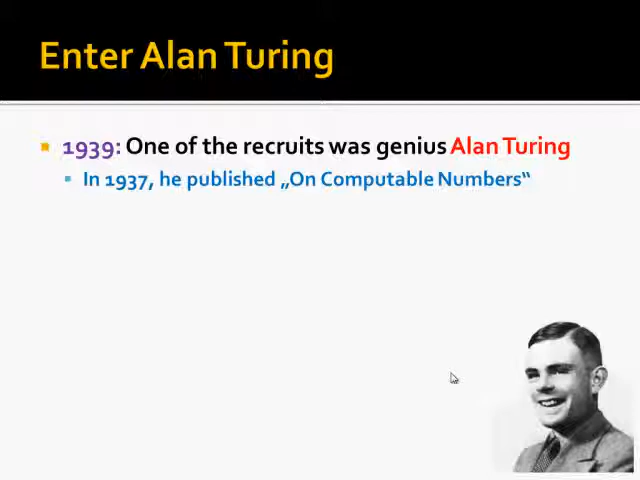 Enter Alan Turing
1939: One of the recruits was genius Alan Turing
In 1937, he published „On Computable Numbers“